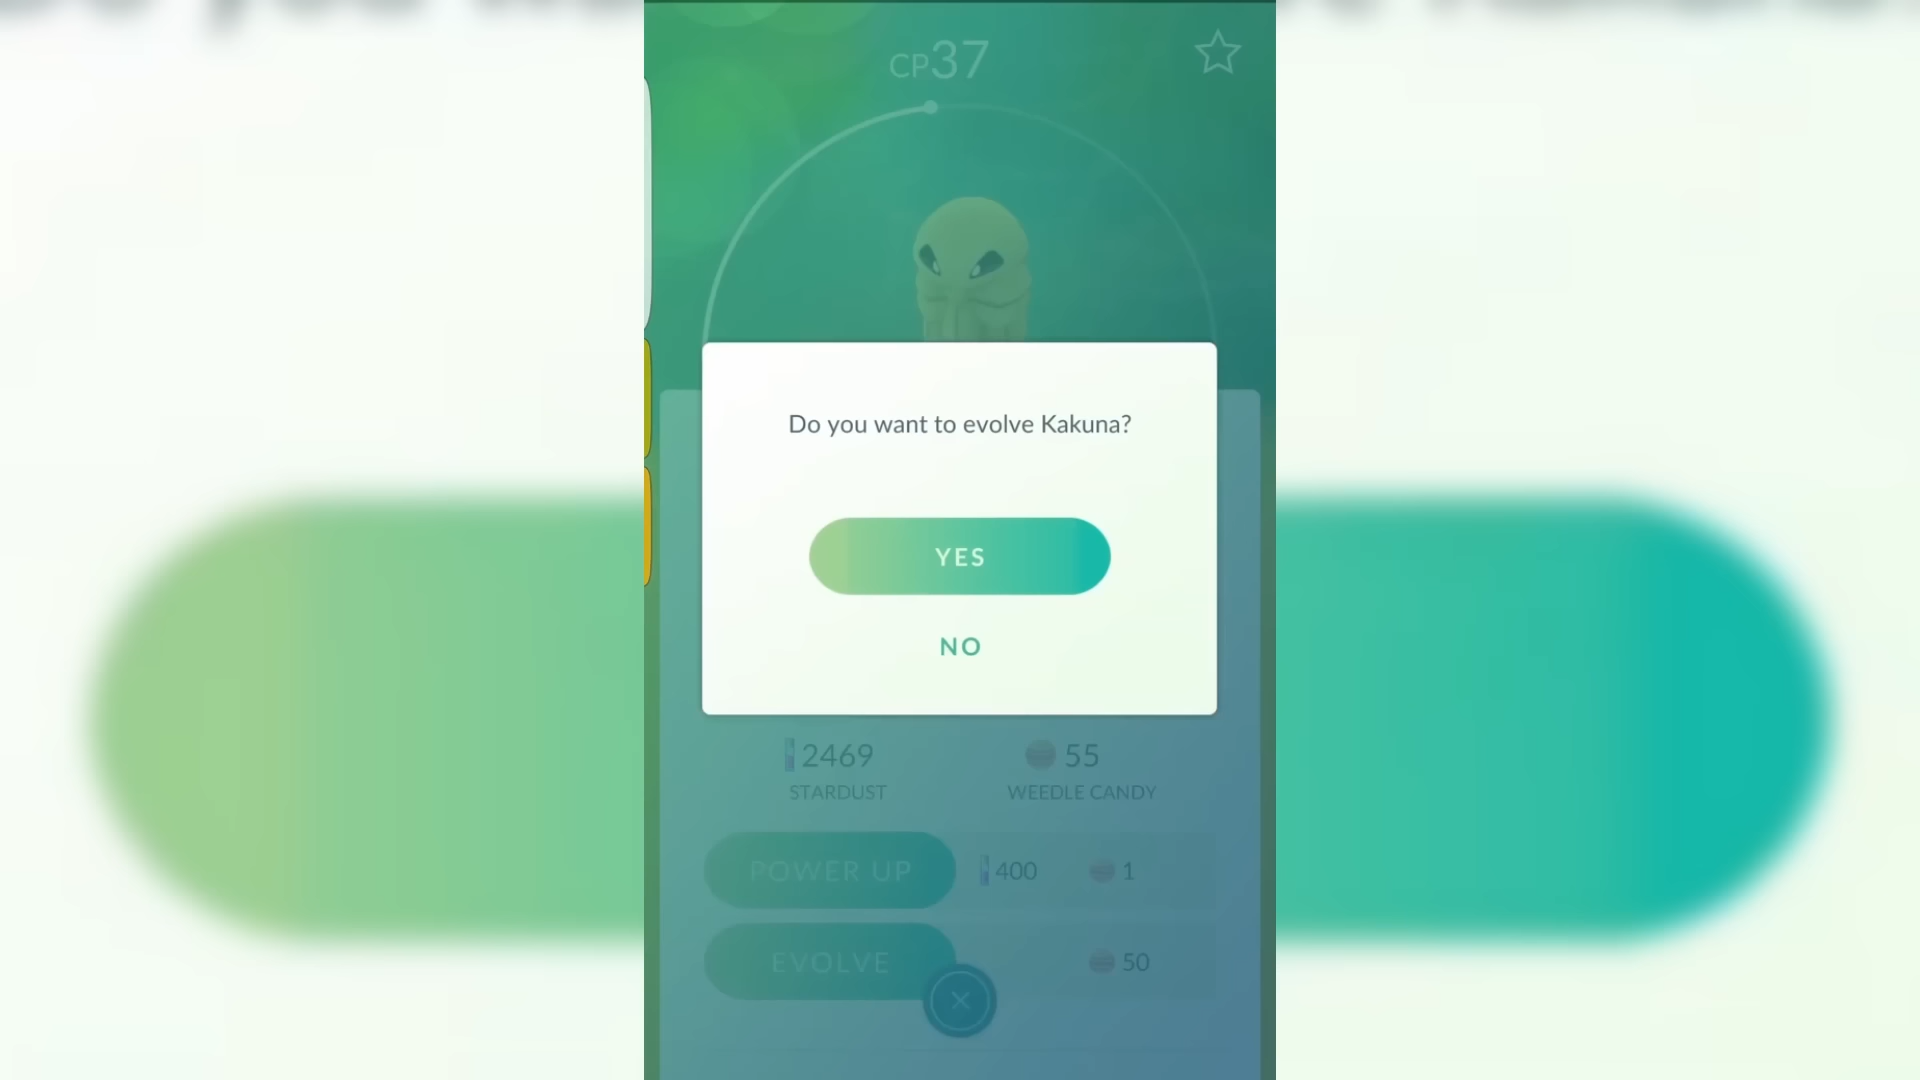 CP37
Do you want to evolve Kakuna?
YES
NO
2469
55
STARDUST
WEEDLE CANDY
POWER UP
400
1
EVOLVE
50